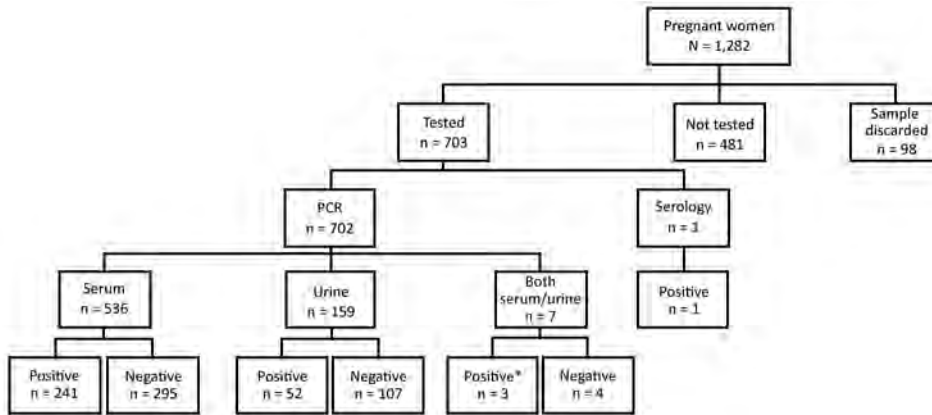 Pregnant women
N = 1,282
Tested
n = 703
Not tested
n = 481
Sample
discarded
n = 98
PCR
n = 702
Serology
n = 1
Serum
n = 536
Urine
n = 159
Both
serum/urine
n = 7
Positive
n = 1
Positive
n = 241
Negative
n = 295
Positive
n = 52
Negative
n = 107
Positive*
n = 3
Negative
n = 4